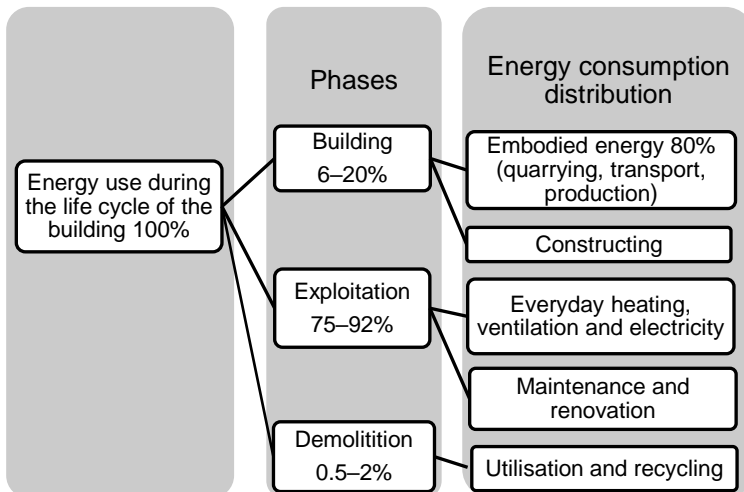 Energy use during
the life cycle of the
building 100%
Phases
Building
6–20%
Exploitation
75–92%
Demolitition
0.5–2%
Energy consumption
distribution
Embodied energy 80%
(quarrying, transport,
production)
Constructing
Everyday heating,
ventilation and electricity
Maintenance and
renovation
Utilisation and recycling